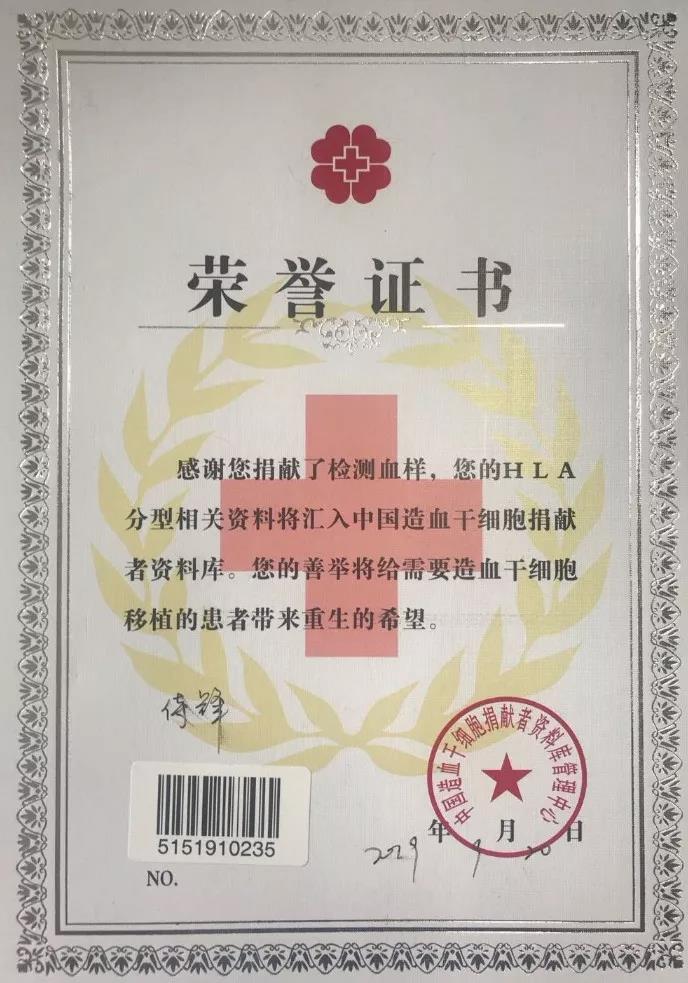 荣誉证书
感谢您捐献了检测血样，您的HLA
分型相关资料将汇入中国造血干细胞捐献
者资料库。您的善举将给需要造血干细胞
移植的患者带来重生的希望。
中国造血干细胞捐献者资料库管理中心
5151910235
年 月 日
NO.